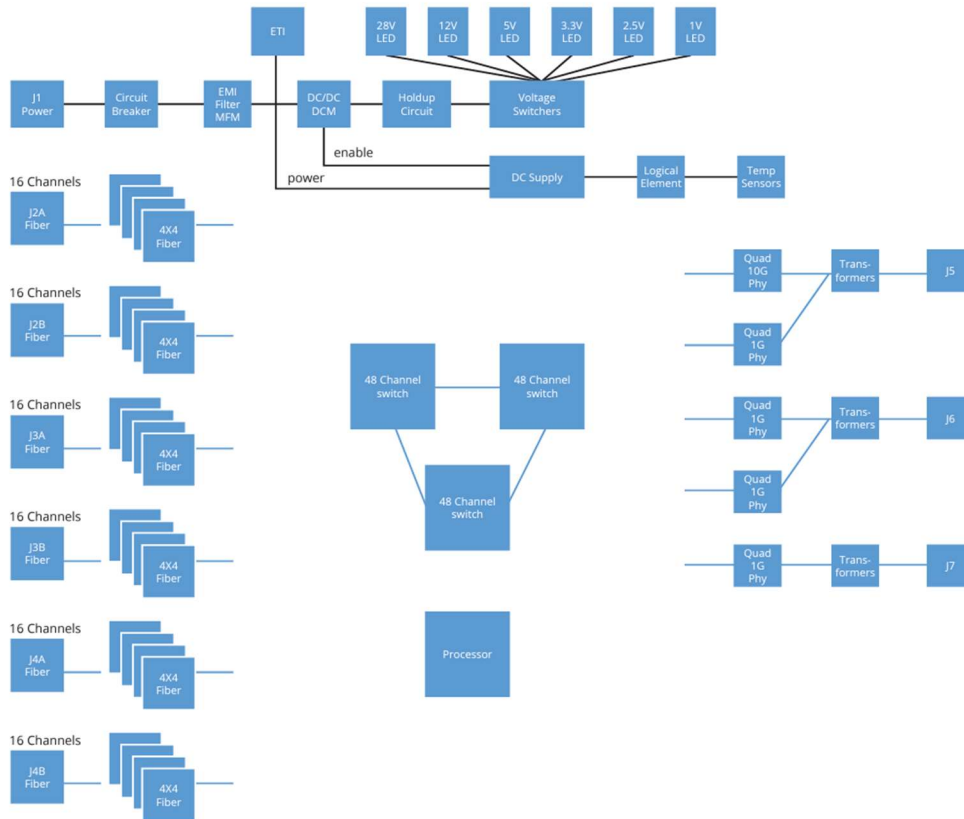 ETI
28V
LED
12V
LED
5V
LED
3.3V
LED
2.5V
LED
1V
LED
J1
Power
Circuit
Breaker
EMI
Filter
MFM
DC/DC
DCM
Holdup
Circuit
Voltage
Switchers
enable
power
DC Supply
Logical
Element
Temp
Sensors
16 Channels
J2A
Fiber
4X4
Fiber
16 Channels
J2B
Fiber
4X4
Fiber
16 Channels
J3A
Fiber
4X4
Fiber
16 Channels
J3B
Fiber
4X4
Fiber
16 Channels
J4A
Fiber
4X4
Fiber
16 Channels
J4B
Fiber
4X4
Fiber
48 Channel
switch
48 Channel
switch
48 Channel
switch
Processor
Quad
10G
Phy
Trans-
formers
J5
Quad
1G
Phy
Quad
1G
Phy
Trans-
formers
J6
Quad
1G
Phy
Quad
1G
Phy
Trans-
formers
J7